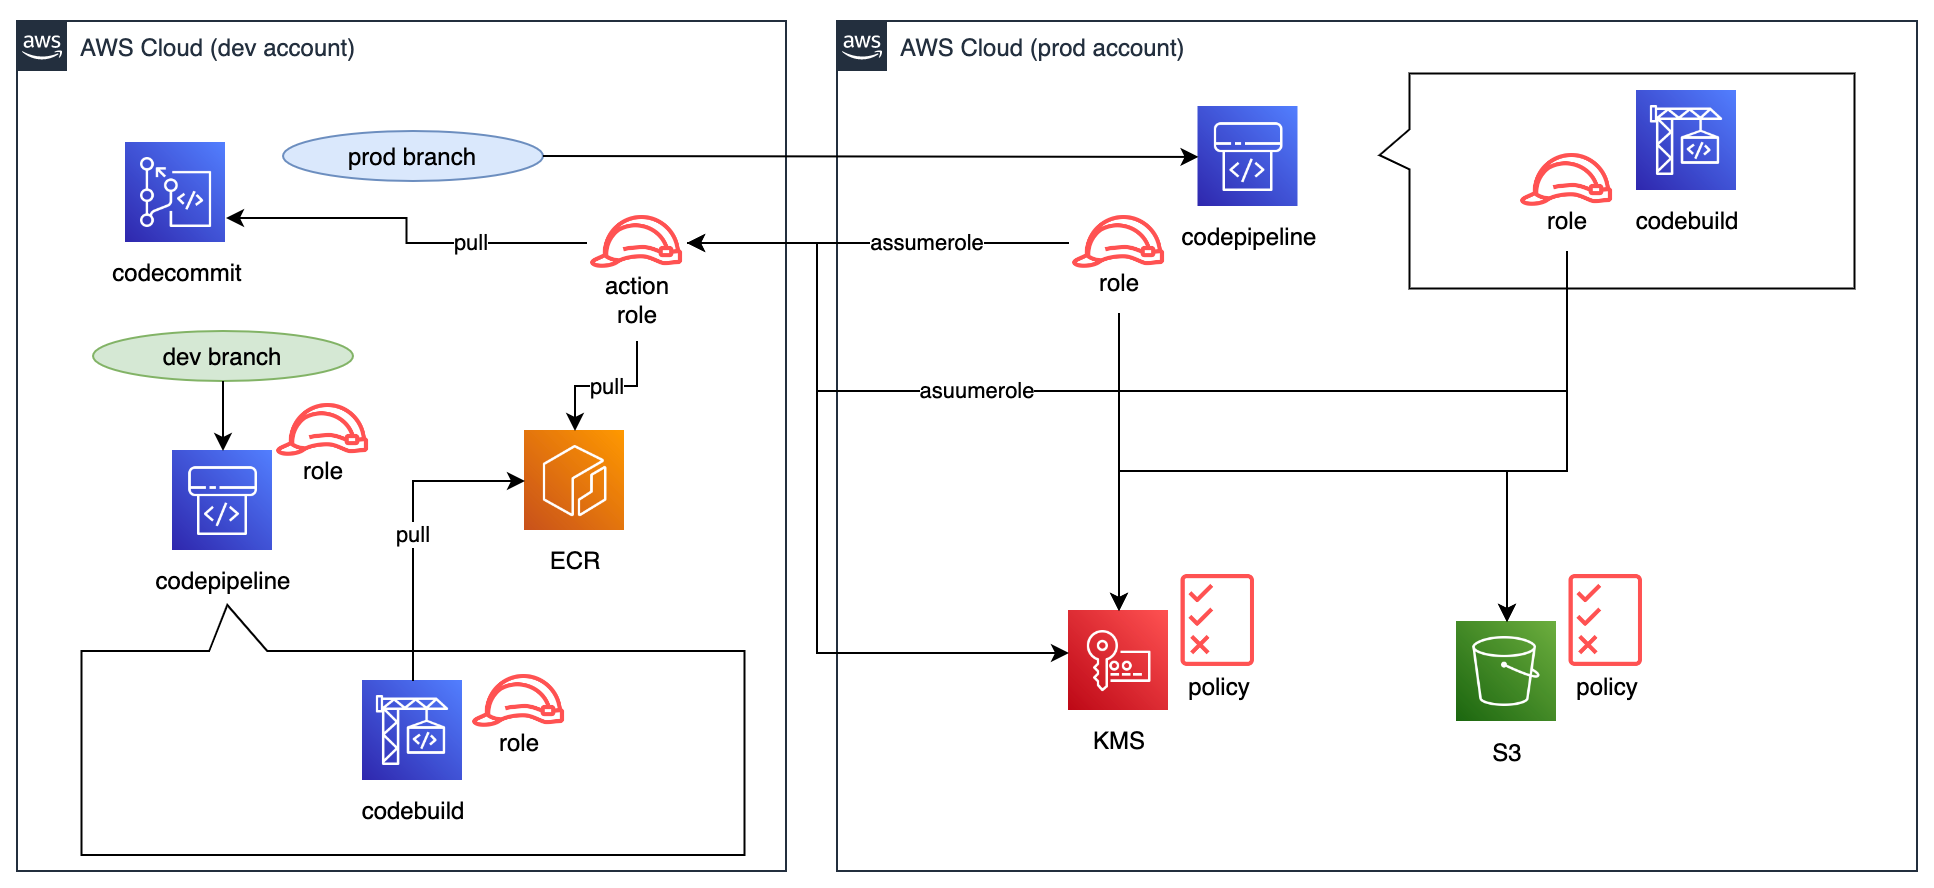 aws
AWS Cloud (dev account)
prod branch
codecommit
pull
action
role
dev branch
role
pull
codepipeline
pull
ECR
role
codebuild
aws
AWS Cloud (prod account)
codepipeline
role
codebuild
assumerole
role
asuumerole
KMS
policy
S3
policy